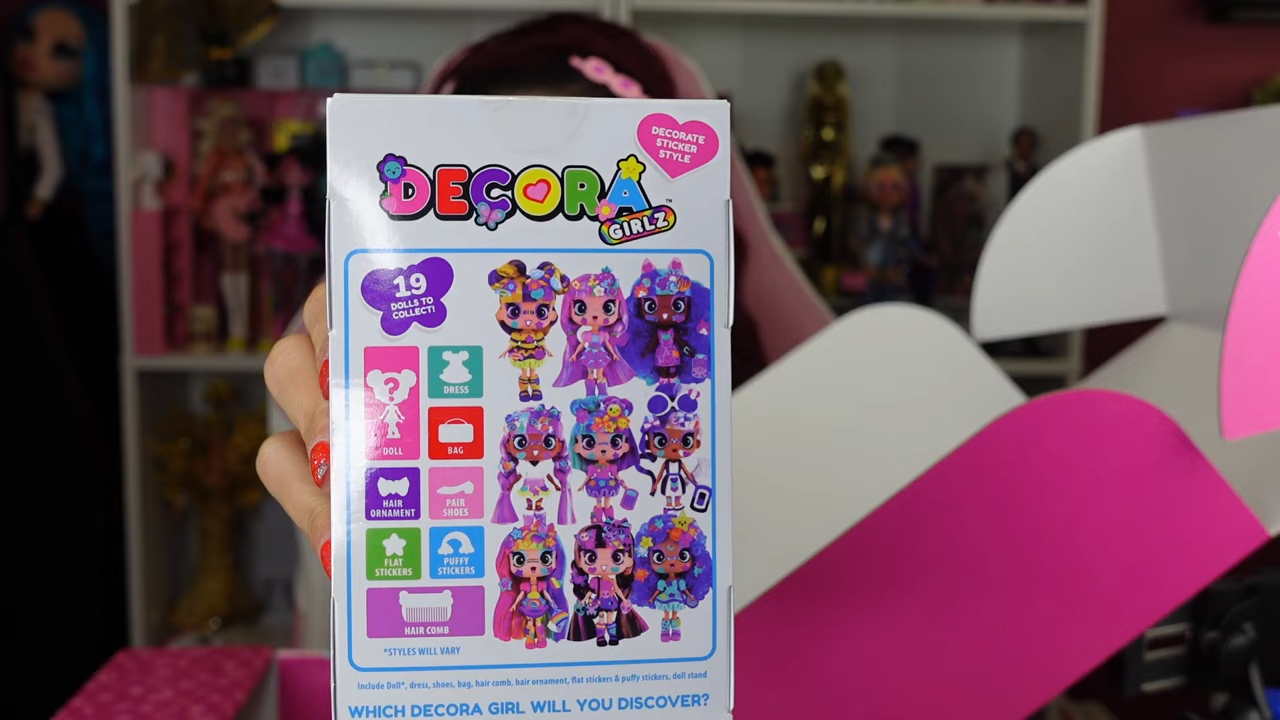 DECORATE
STICKER
STYLE
DECORA
GIRLZ™
19
DOLLS TO
COLLECT!
?
DOLL
DRESS
BAG
HAIR
ORNAMENT
PAIR
SHOES
FLAT
STICKERS
PUFFY
STICKERS
HAIR COMB
*STYLES WILL VARY
Include Doll*, dress, shoes, bag, hair comb, hair ornament, flat stickers & puffy stickers, doll stand
WHICH DECORA GIRL WILL YOU DISCOVER?